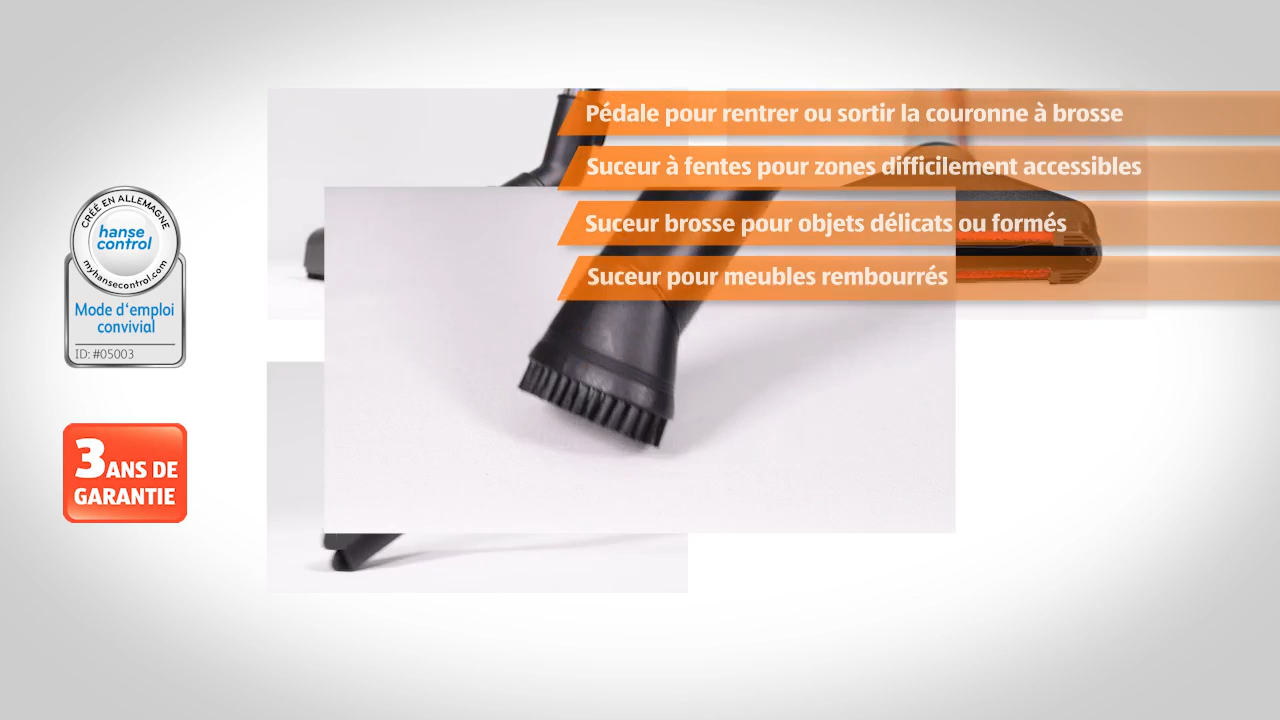 Pédale pour rentrer ou sortir la couronne à brosse
Suceur à fentes pour zones difficilement accessibles
Suceur brosse pour objets délicats ou formés
Suceur pour meubles rembourrés
CRÉÉ EN ALLEMAGNE
hanse
control
myhansecontrol.com
Mode d'emploi
convivial
ID: #05003
3 ANS DE
GARANTIE